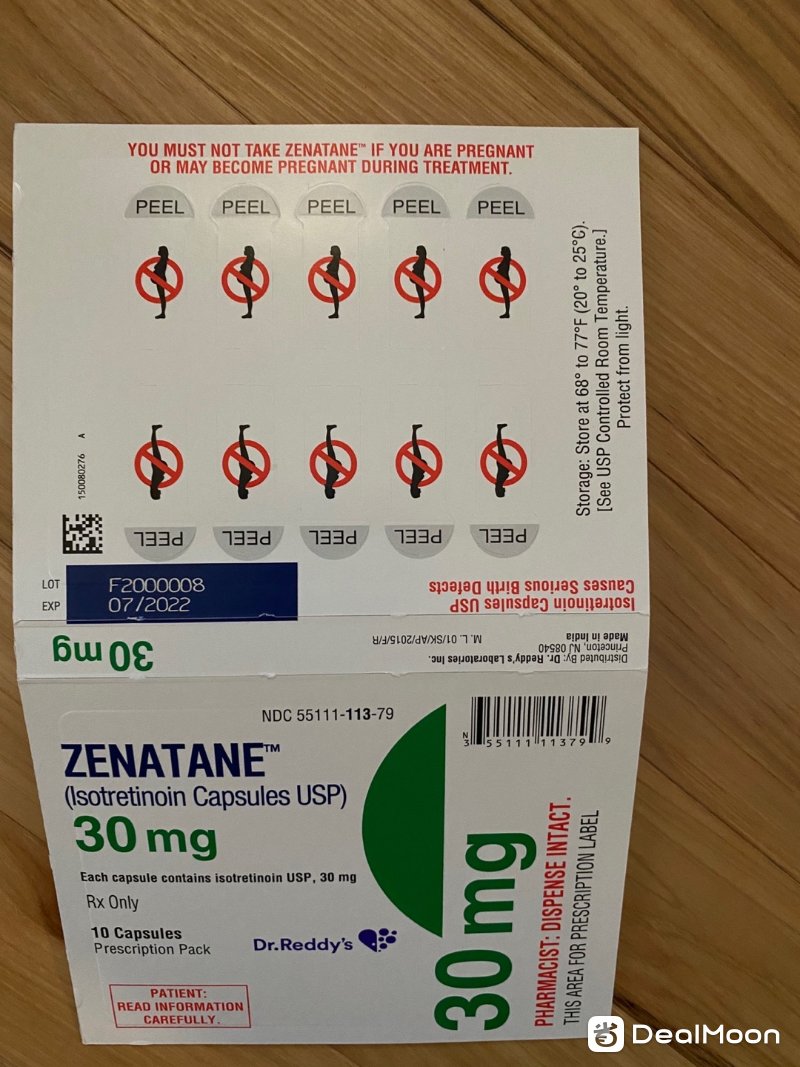 YOU MUST NOT TAKE ZENATANE™ IF YOU ARE PREGNANT
OR MAY BECOME PREGNANT DURING TREATMENT.
PEEL PEEL PEEL PEEL PEEL
Storage: Store at 68° to 77°F (20° to 25°C).
[See USP Controlled Room Temperature.]
Protect from light.
150080276 A
PEEL PEEL PEEL PEEL PEEL
LOT F2000008
EXP 07/2022
Isotretinoin Capsules USP
Causes Serious Birth Defects
30 mg
M. L. 01/SK/AP/2015/F/R
Distributed By: Dr. Reddy's Laboratories Inc.
Princeton, NJ 08540
Made in India
NDC 55111-113-79
ZENATANE™
(Isotretinoin Capsules USP)
30 mg
Each capsule contains isotretinoin USP, 30 mg
Rx Only
10 Capsules
Prescription Pack
Dr.Reddy's
PATIENT:
READ INFORMATION
CAREFULLY.
30 mg
N
3 55111 11379 9
PHARMACIST: DISPENSE INTACT.
THIS AREA FOR PRESCRIPTION LABEL
DealMoon